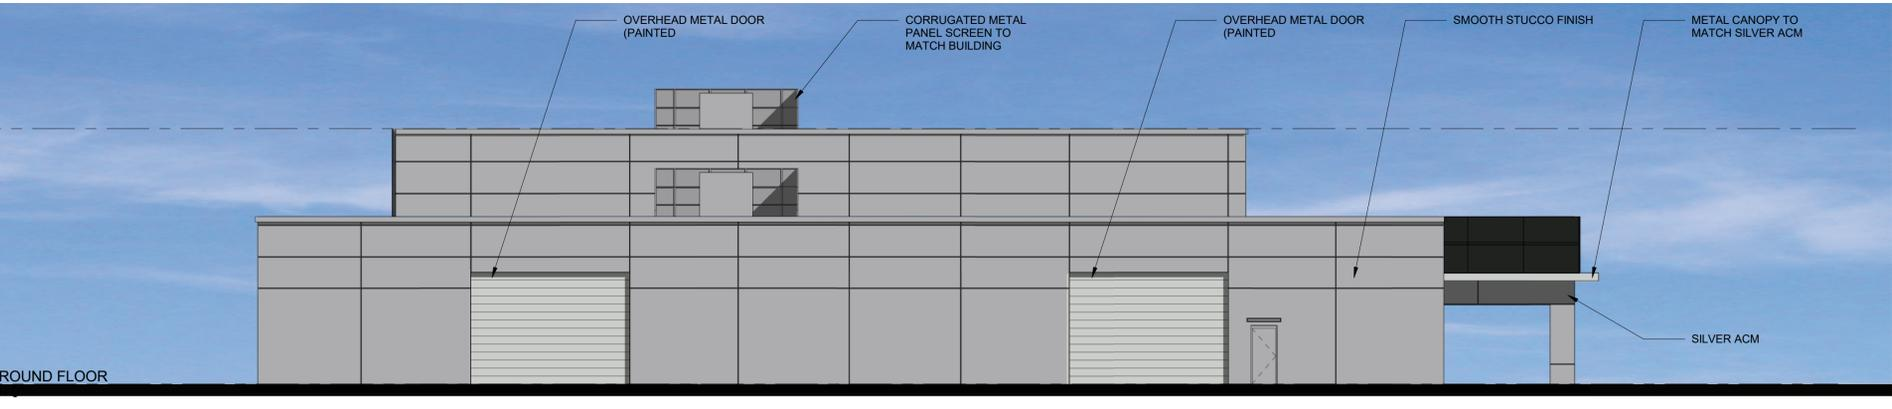 OVERHEAD METAL DOOR
(PAINTED
CORRUGATED METAL
PANEL SCREEN TO
MATCH BUILDING
OVERHEAD METAL DOOR
(PAINTED
SMOOTH STUCCO FINISH
METAL CANOPY TO
MATCH SILVER ACM
SILVER ACM
ROUND FLOOR